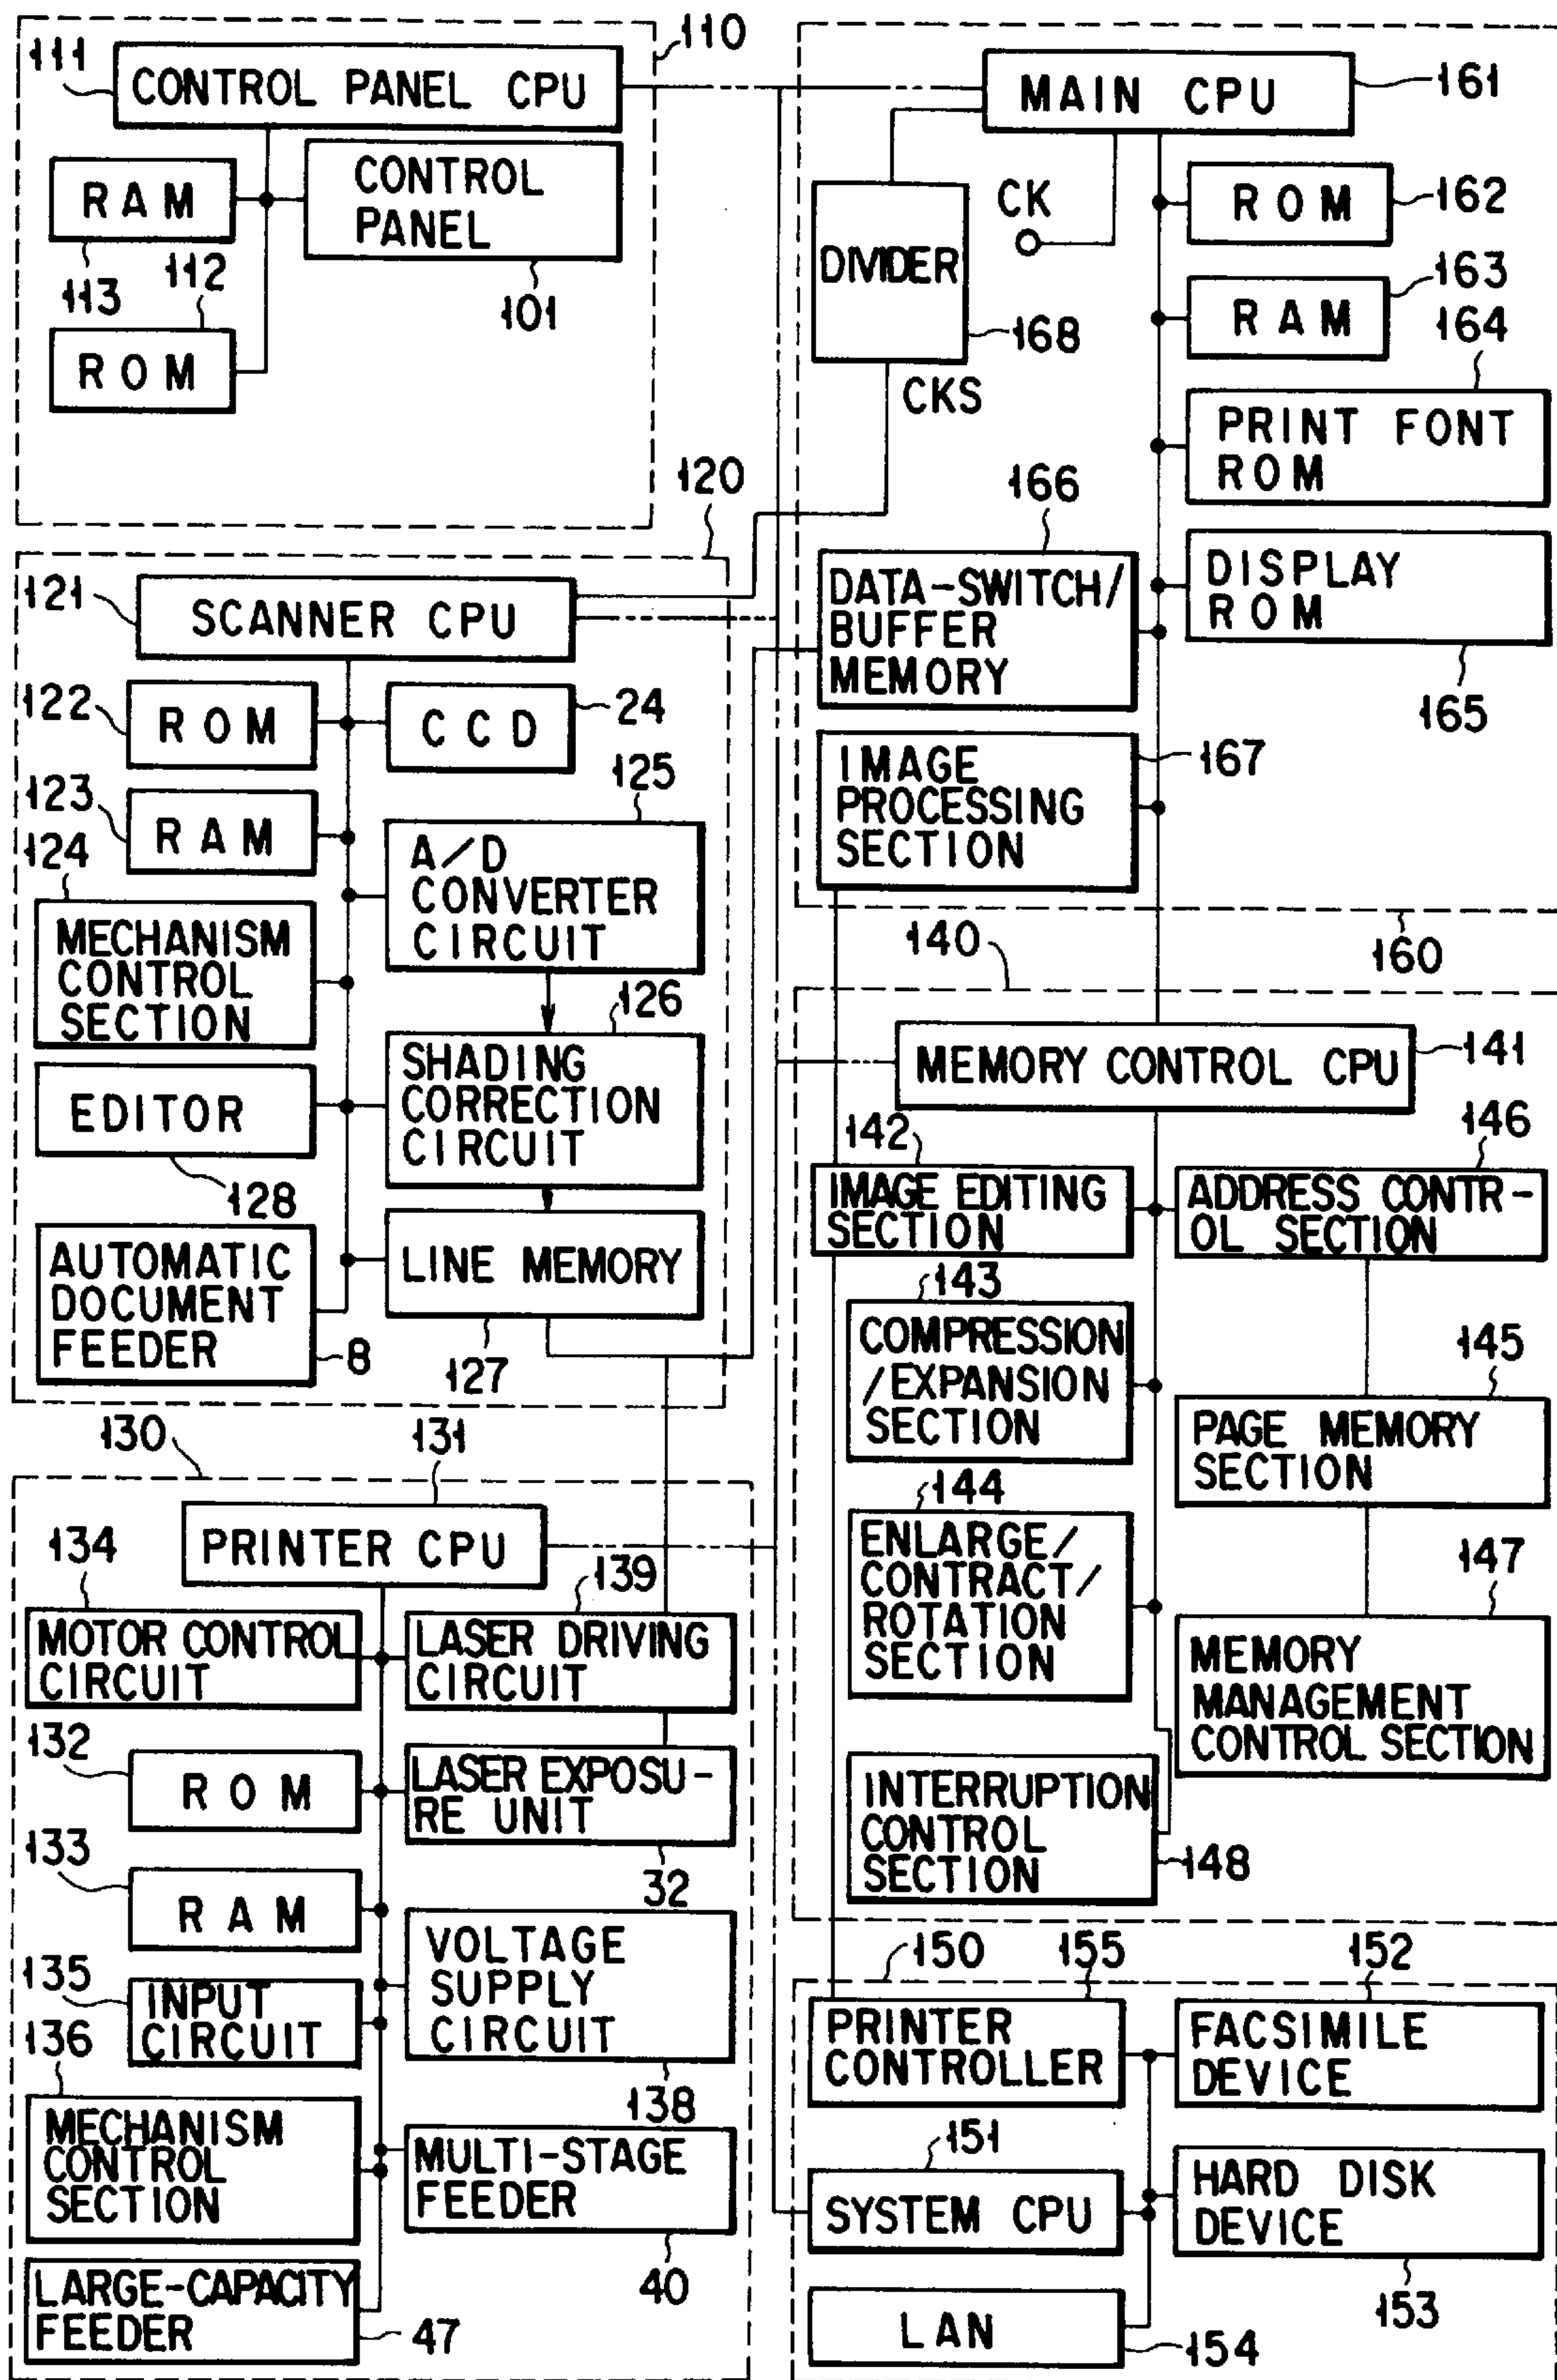 110
111
CONTROL PANEL CPU
RAM
CONTROL
PANEL
113
112
101
ROM
MAIN CPU
161
CK
ROM
162
DIVIDER
163
RAM
164
168
CKS
PRINT FONT
ROM
166
DISPLAY
ROM
DATA-SWITCH/
BUFFER
MEMORY
165
IMAGE
PROCESSING
SECTION
167
160
120
121
SCANNER CPU
122
ROM
CCD
24
123
RAM
125
124
A/D
CONVERTER
CIRCUIT
MECHANISM
CONTROL
SECTION
126
SHADING
CORRECTION
CIRCUIT
EDITOR
128
AUTOMATIC
DOCUMENT
FEEDER
LINE MEMORY
8
127
140
MEMORY CONTROL CPU
141
142
146
IMAGE EDITING
SECTION
ADDRESS CONTR-
OL SECTION
143
COMPRESSION
/EXPANSION
SECTION
145
PAGE MEMORY
SECTION
144
ENLARGE/
CONTRACT/
ROTATION
SECTION
147
MEMORY
MANAGEMENT
CONTROL SECTION
INTERRUPTION
CONTROL
SECTION
148
130
131
PRINTER CPU
134
139
MOTOR CONTROL
CIRCUIT
LASER DRIVING
CIRCUIT
132
ROM
LASER EXPOSU-
RE UNIT
133
32
RAM
VOLTAGE
SUPPLY
CIRCUIT
135
INPUT
CIRCUIT
136
138
MECHANISM
CONTROL
SECTION
MULTI-STAGE
FEEDER
40
LARGE-CAPACITY
FEEDER
47
150
155
152
PRINTER
CONTROLLER
FACSIMILE
DEVICE
151
SYSTEM CPU
HARD DISK
DEVICE
153
LAN
154